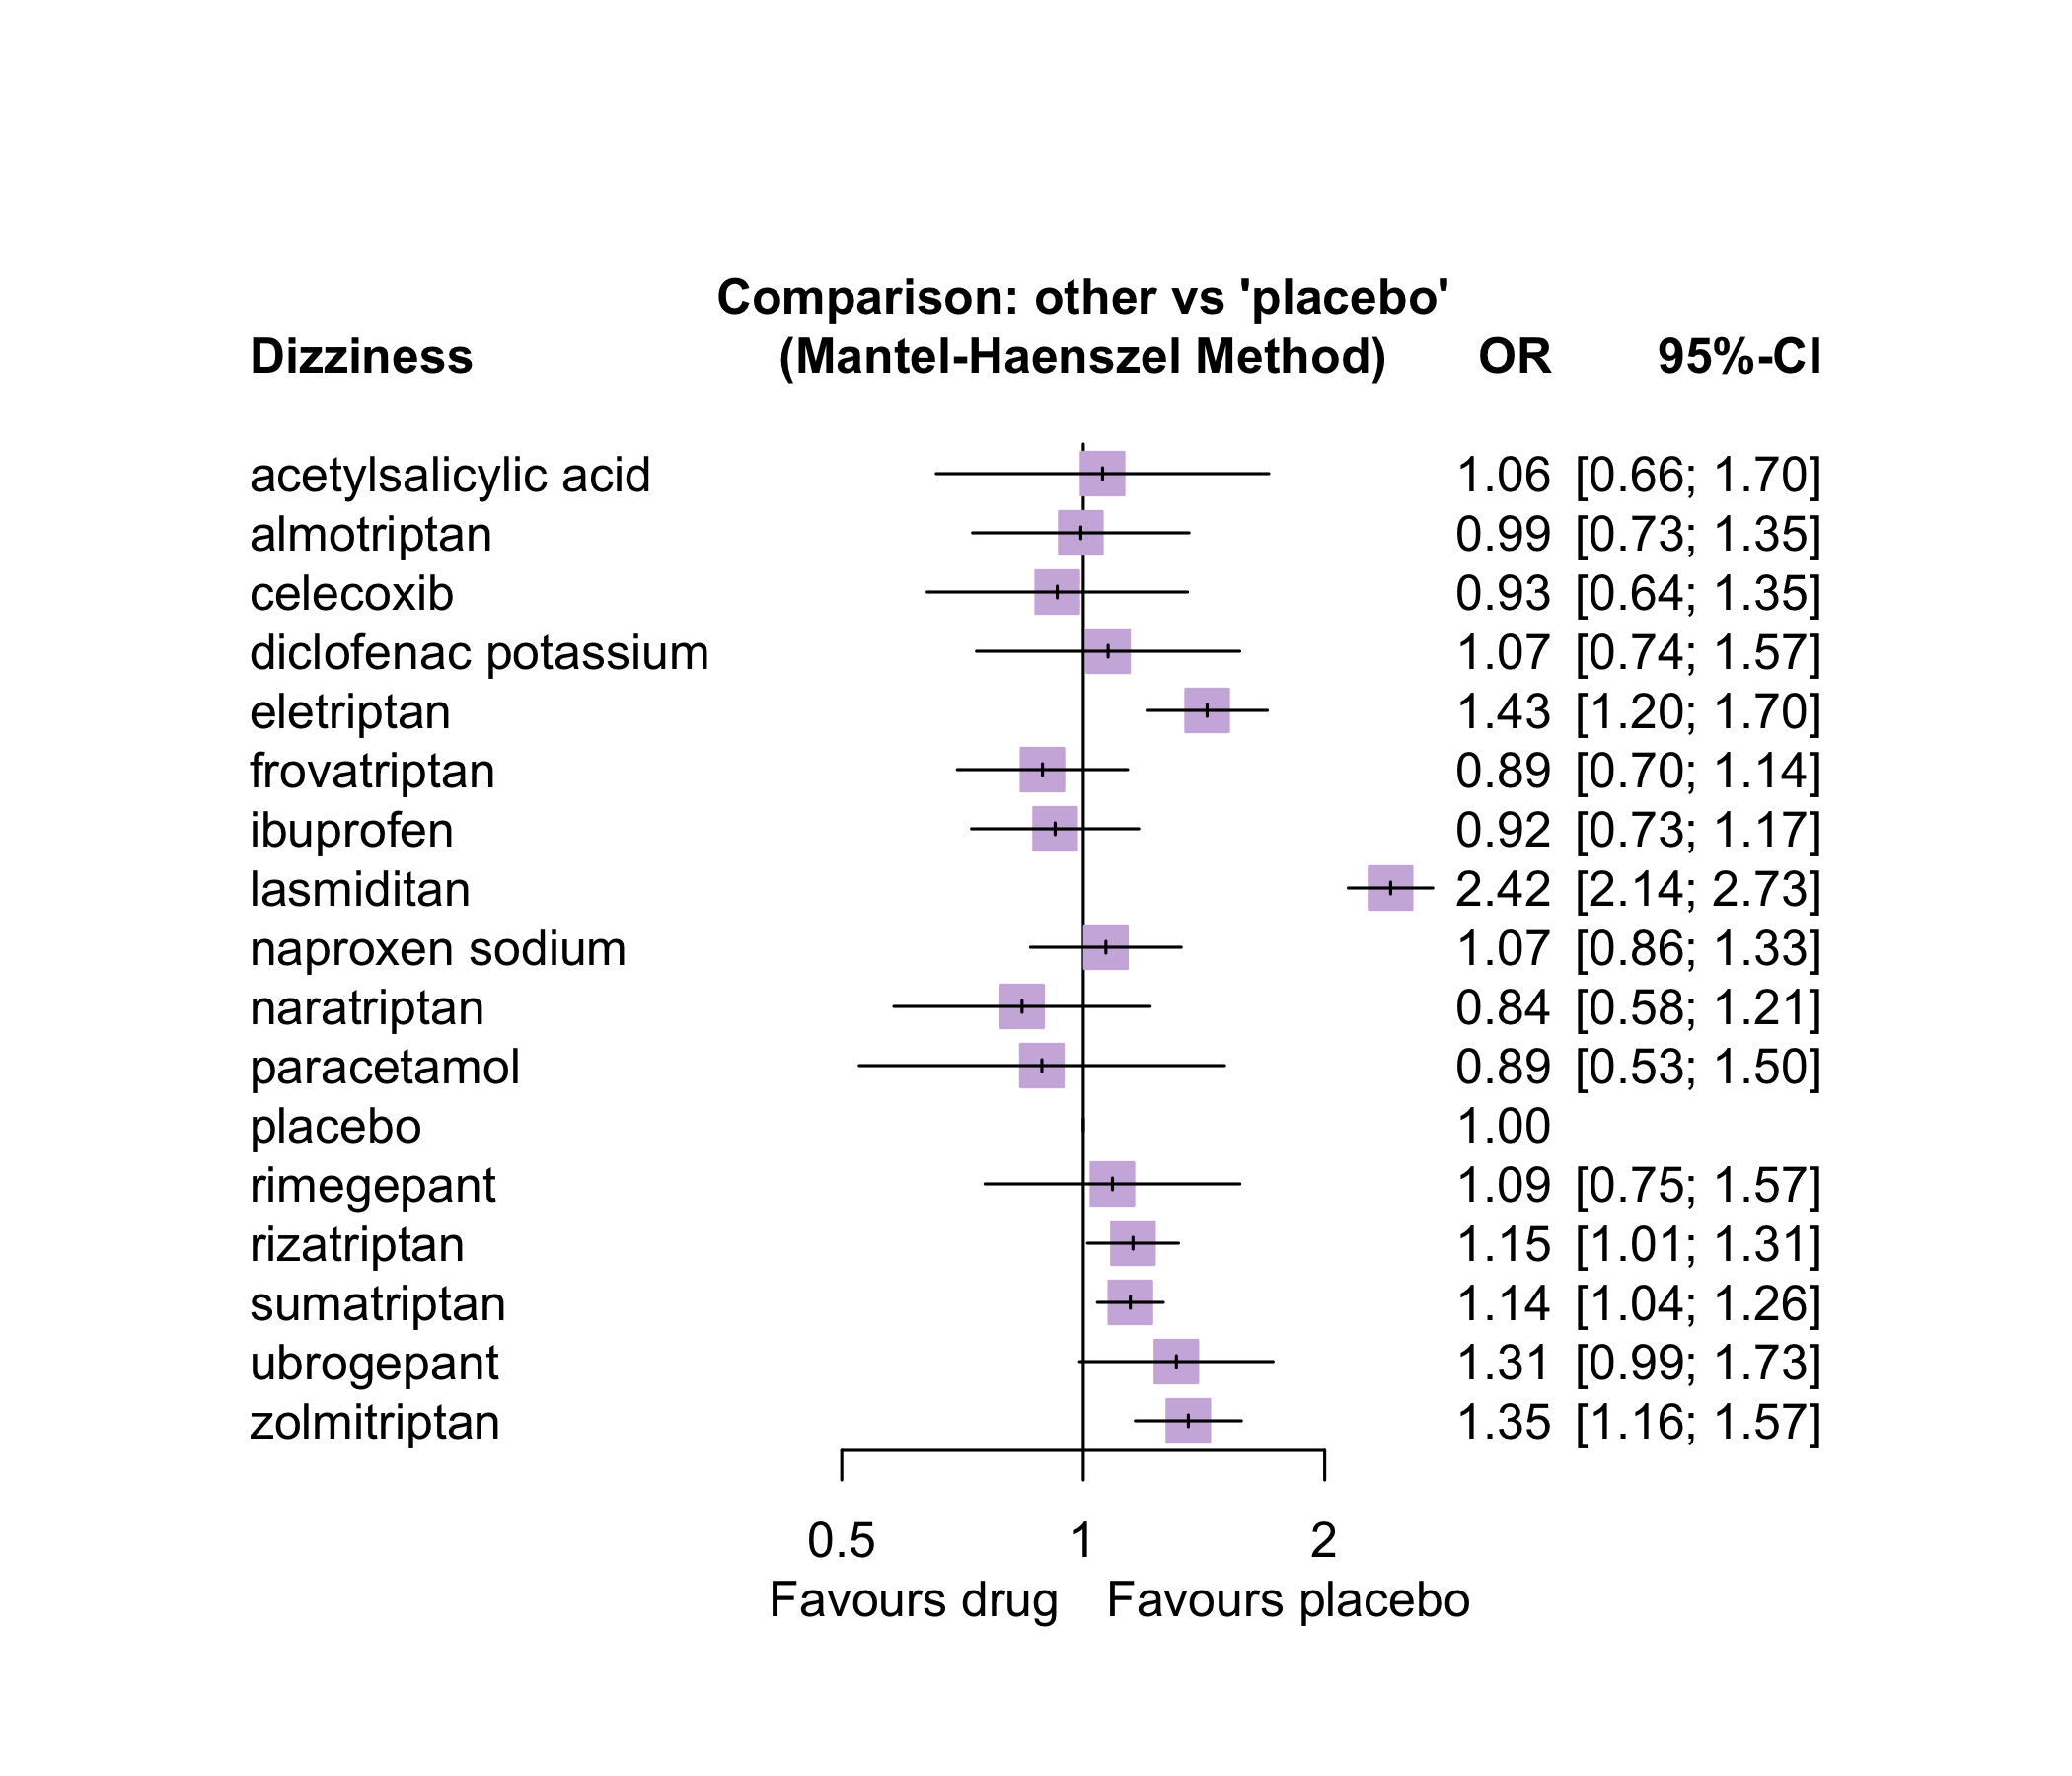 Comparison: other vs 'placebo'
Dizziness (Mantel-Haenszel Method) OR 95%-CI
acetylsalicylic acid 1.06 [0.66; 1.70]
almotriptan 0.99 [0.73; 1.35]
celecoxib 0.93 [0.64; 1.35]
diclofenac potassium 1.07 [0.74; 1.57]
eletriptan 1.43 [1.20; 1.70]
frovatriptan 0.89 [0.70; 1.14]
ibuprofen 0.92 [0.73; 1.17]
lasmiditan 2.42 [2.14; 2.73]
naproxen sodium 1.07 [0.86; 1.33]
naratriptan 0.84 [0.58; 1.21]
paracetamol 0.89 [0.53; 1.50]
placebo 1.00
rimegepant 1.09 [0.75; 1.57]
rizatriptan 1.15 [1.01; 1.31]
sumatriptan 1.14 [1.04; 1.26]
ubrogepant 1.31 [0.99; 1.73]
zolmitriptan 1.35 [1.16; 1.57]
0.5 1 2
Favours drug Favours placebo